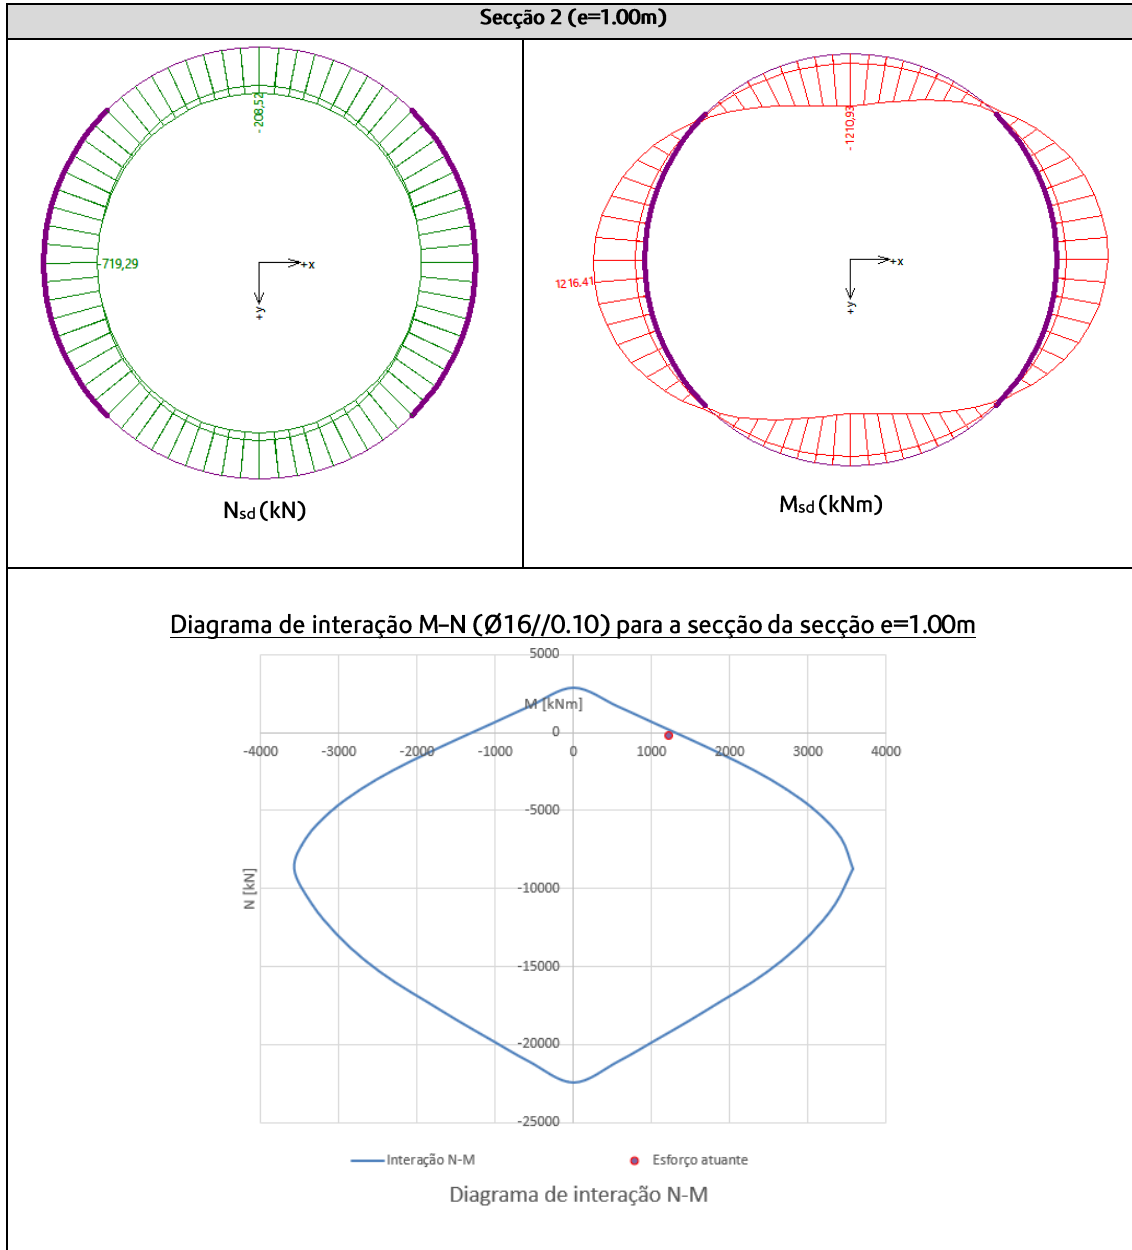 Secção 2 (e=1.00m)
-208,52
-719,29
+x
+y
Nsd (kN)
-1210,93
1216.41
+x
+y
Msd (kNm)
Diagrama de interação M-N (Ø16//0.10) para a secção da secção e=1.00m
5000
M [kNm]
0
-4000 -3000 -2000 -1000 0 1000 2000 3000 4000
-5000
N [kN]
-10000
-15000
-20000
-25000
Interação N-M Esforço atuante
Diagrama de interação N-M